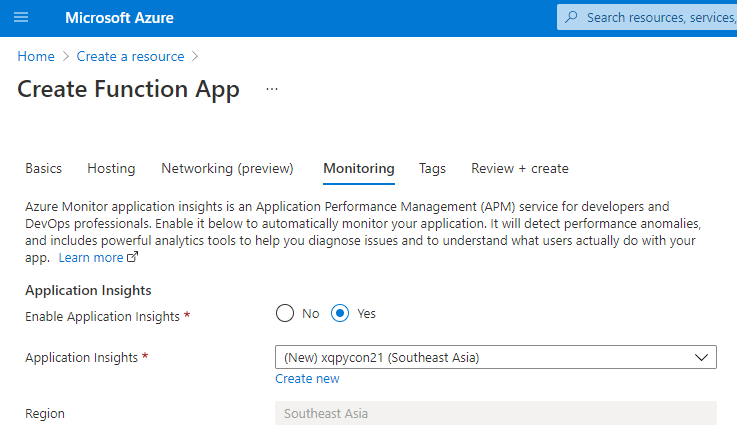 Microsoft Azure
Search resources, services,
Home > Create a resource >
Create Function App ...
Basics Hosting Networking (preview) Monitoring Tags Review + create
Azure Monitor application insights is an Application Performance Management (APM) service for developers and
DevOps professionals. Enable it below to automatically monitor your application. It will detect performance anomalies,
and includes powerful analytics tools to help you diagnose issues and to understand what users actually do with your
app. Learn more
Application Insights
Enable Application Insights * No Yes
Application Insights * (New) xqpycon21 (Southeast Asia)
Create new
Region Southeast Asia